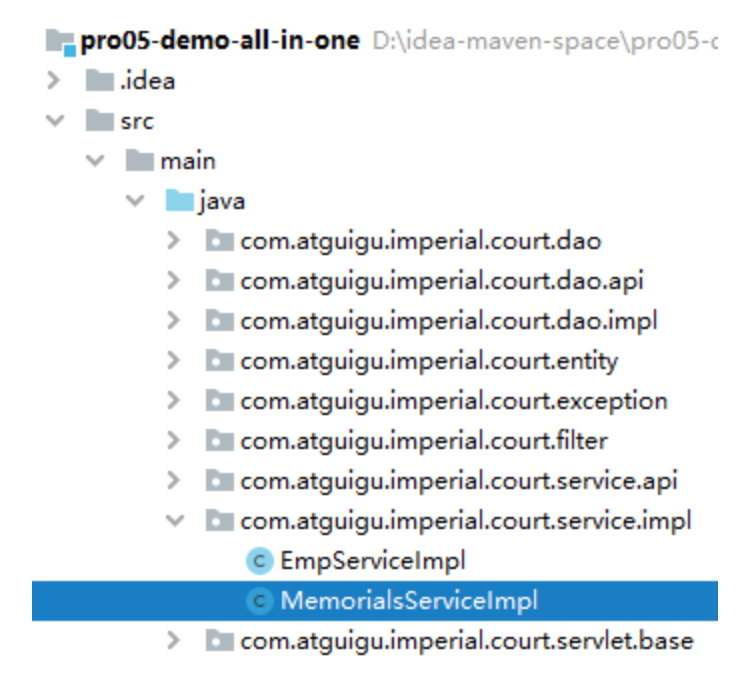 pro05-demo-all-in-one D:\idea-maven-space\pro05-
.idea
src
main
java
com.atguigu.imperial.court.dao
com.atguigu.imperial.court.dao.api
com.atguigu.imperial.court.dao.impl
com.atguigu.imperial.court.entity
com.atguigu.imperial.court.exception
com.atguigu.imperial.court.filter
com.atguigu.imperial.court.service.api
com.atguigu.imperial.court.service.impl
C EmpServiceImpl
C MemorialsServiceImpl
com.atguigu.imperial.court.servlet.base